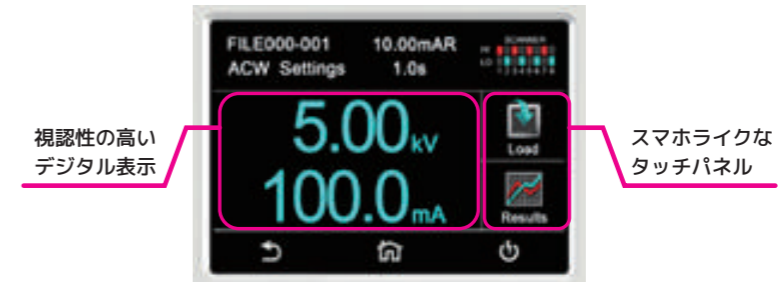 FILE000-001 10.00mAR SCANNER
ACW Settings 1.0s
HI
LO
12345678
視認性の高い
デジタル表示
5.00kV
100.0mA
Load
Results
スマホライクな
タッチパネル